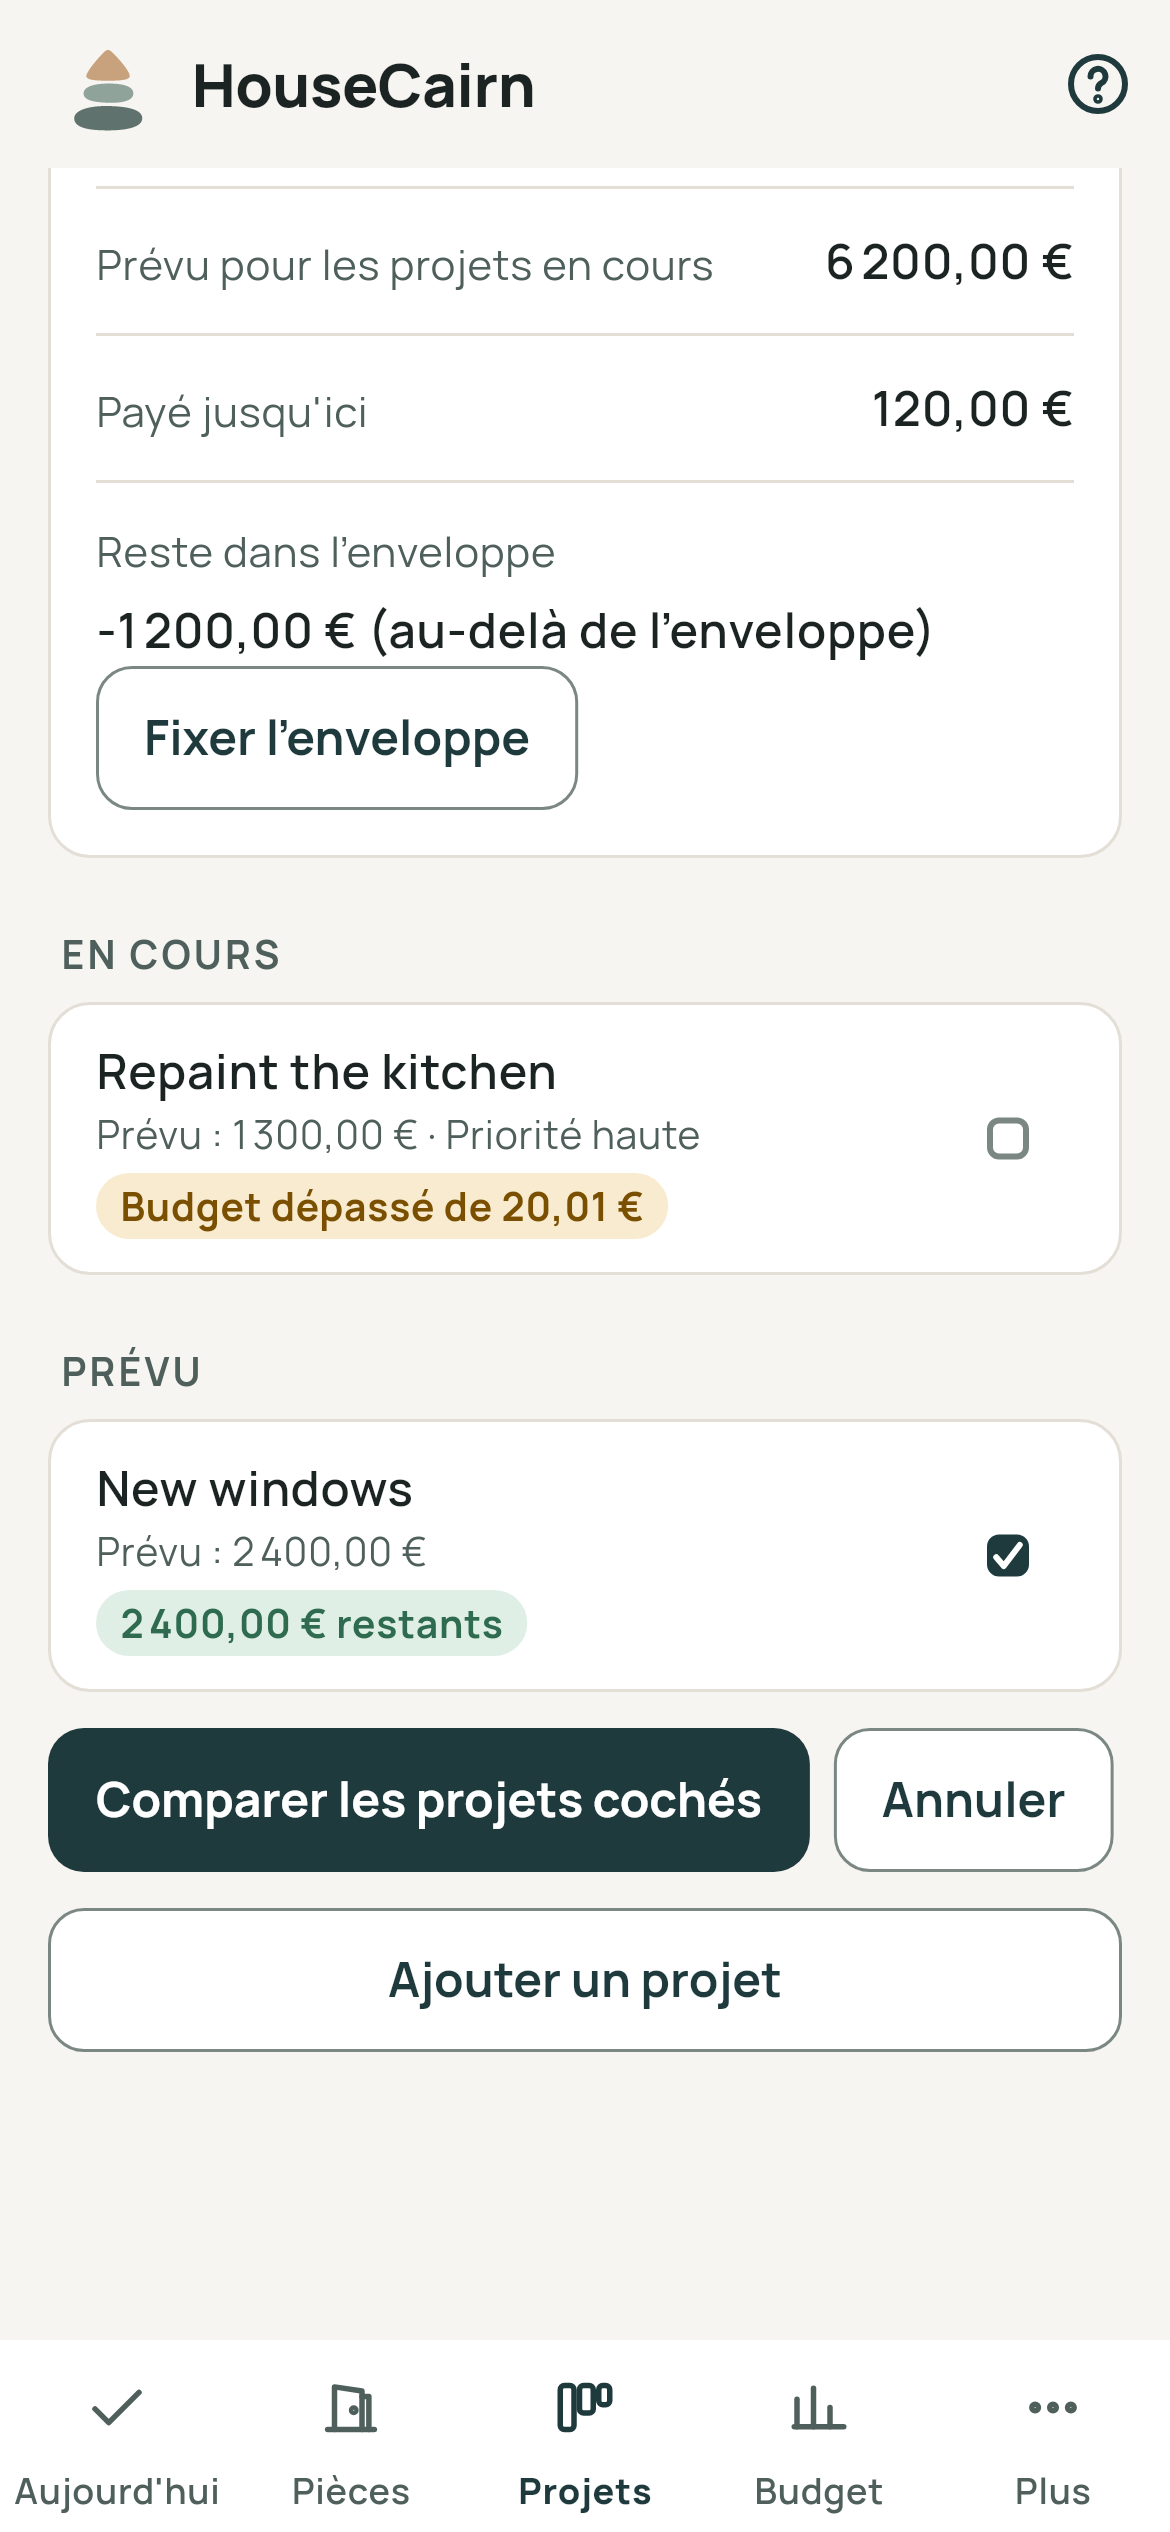 HouseCairn
Prévu pour les projets en cours 6 200,00 €
Payé jusqu'ici 120,00 €
Reste dans l’enveloppe
-1 200,00 € (au-delà de l’enveloppe)
Fixer l’enveloppe
EN COURS
Repaint the kitchen
Prévu : 1 300,00 € · Priorité haute
Budget dépassé de 20,01 €
PRÉVU
New windows
Prévu : 2 400,00 €
2 400,00 € restants
Comparer les projets cochés Annuler
Ajouter un projet
Aujourd'hui Pièces Projets Budget Plus